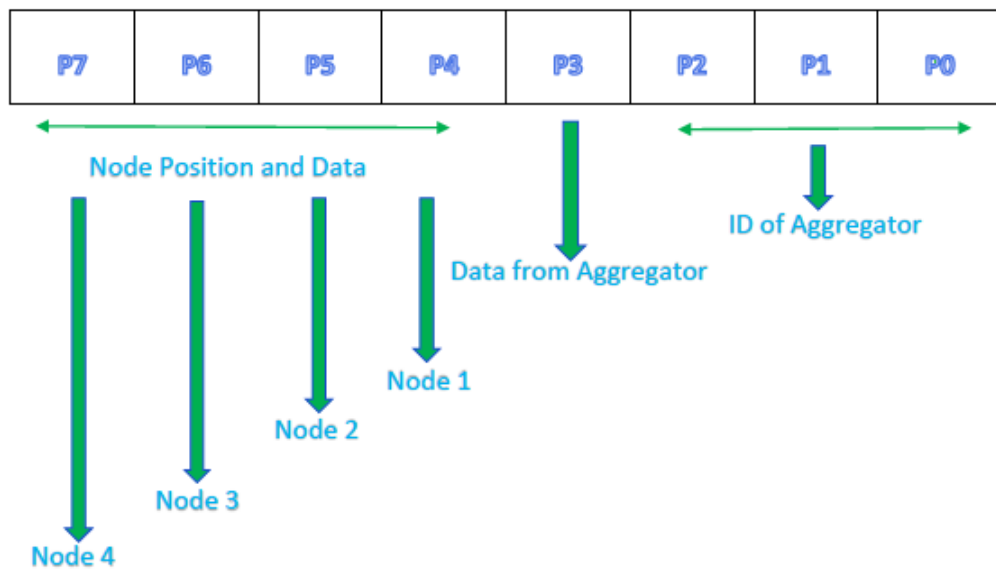 P7 P6 P5 P4 P3 P2 P1 P0
Node Position and Data
ID of Aggregator
Data from Aggregator
Node 1
Node 2
Node 3
Node 4